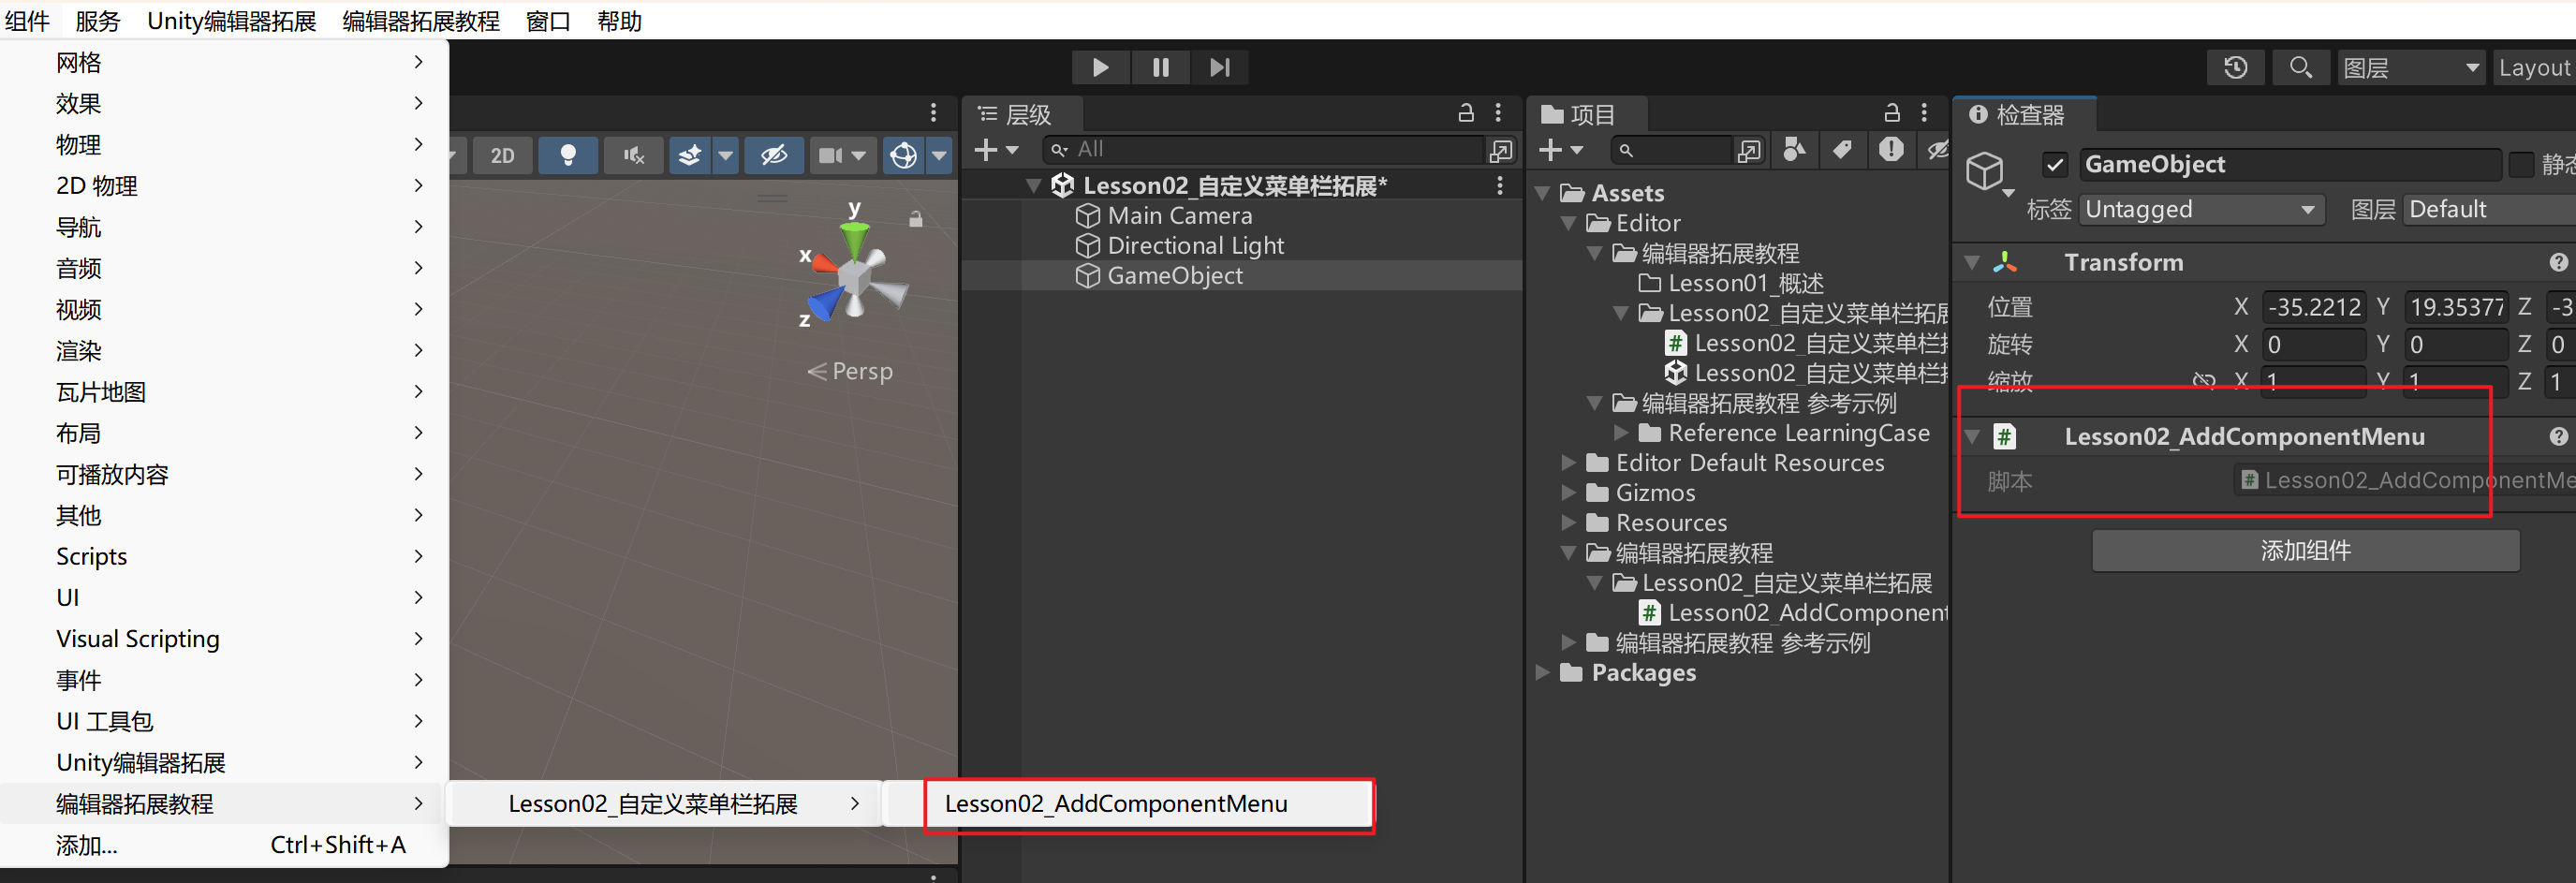 组件 服务 Unity编辑器拓展 编辑器拓展教程 窗口 帮助
网格
效果
物理
2D 物理
导航
音频
视频
渲染
瓦片地图
布局
可播放内容
其他
Scripts
UI
Visual Scripting
事件
UI 工具包
Unity编辑器拓展
编辑器拓展教程
添加... Ctrl+Shift+A
Lesson02_自定义菜单栏拓展
Lesson02_AddComponentMenu
图层 Layout
2D
y
x
z
Persp
层级
All
Lesson02_自定义菜单栏拓展*
Main Camera
Directional Light
GameObject
项目
Assets
Editor
编辑器拓展教程
Lesson01_概述
Lesson02_自定义菜单栏拓展
Lesson02_自定义菜单栏拓
Lesson02_自定义菜单栏拓
编辑器拓展教程 参考示例
Reference LearningCase
Editor Default Resources
Gizmos
Resources
编辑器拓展教程
Lesson02_自定义菜单栏拓展
Lesson02_AddComponent
编辑器拓展教程 参考示例
Packages
检查器
GameObject 静态
标签 Untagged 图层 Default
Transform
位置 X -35.2212 Y 19.35377 Z -3
旋转 X 0 Y 0 Z 0
缩放 X 1 Y 1 Z 1
Lesson02_AddComponentMenu
脚本 Lesson02_AddComponentMe
添加组件